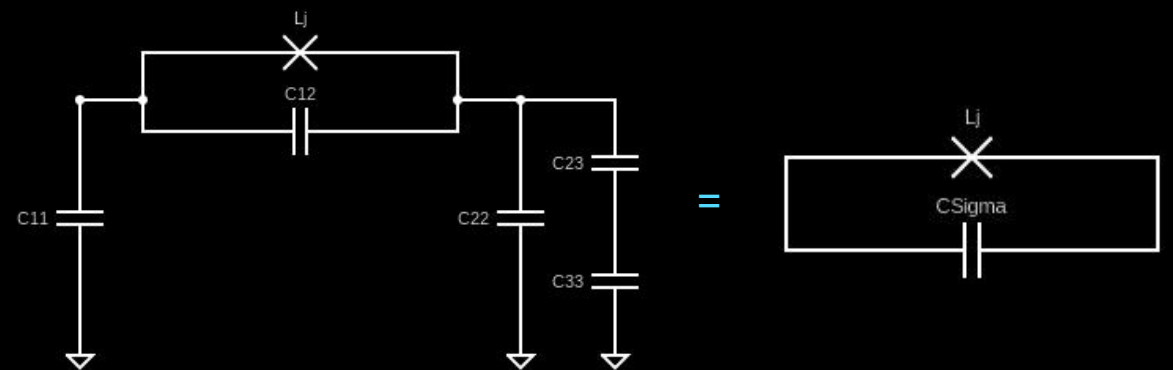 Lj
C12
C11
C22
C23
C33
=
Lj
CSigma